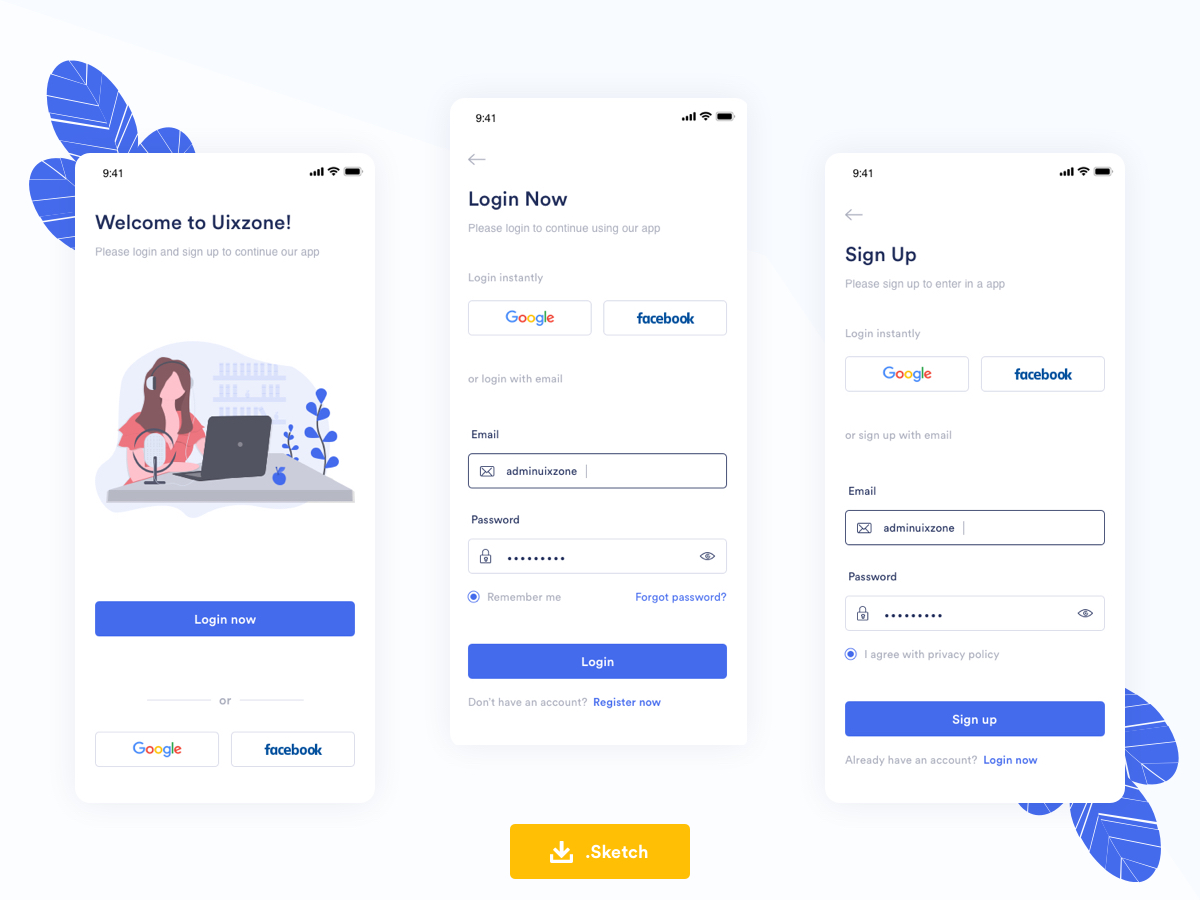 9:41
Welcome to Uixzone!
Please login and sign up to continue our app
Login now
or
Google
facebook
9:41
Login Now
Please login to continue using our app
Login instantly
Google
facebook
or login with email
Email
adminuixzone
Password
Remember me
Forgot password?
Login
Don't have an account? Register now
9:41
Sign Up
Please sign up to enter in a app
Login instantly
Google
facebook
or sign up with email
Email
adminuixzone
Password
I agree with privacy policy
Sign up
Already have an account? Login now
.Sketch